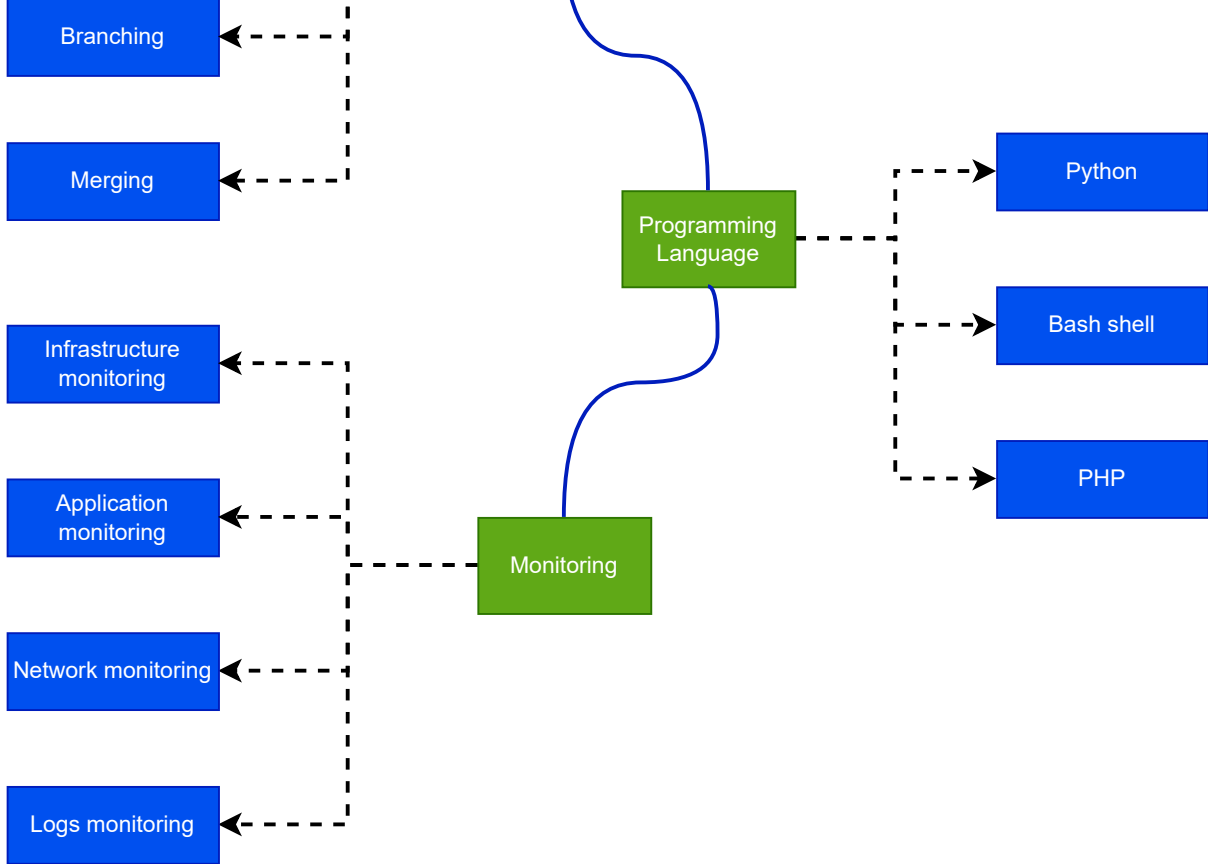 Branching
Merging
Programming
Language
Python
Bash shell
PHP
Infrastructure
monitoring
Application
monitoring
Monitoring
Network monitoring
Logs monitoring